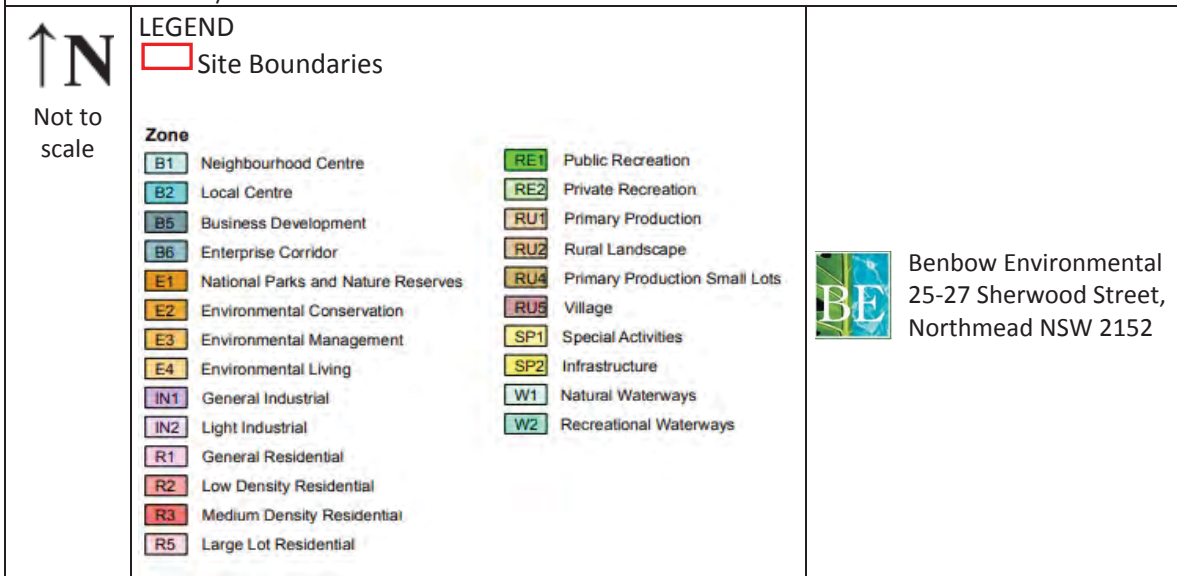 ↑N
Not to
scale
LEGEND
Site Boundaries
Zone
B1 Neighbourhood Centre
B2 Local Centre
B5 Business Development
B6 Enterprise Corridor
E1 National Parks and Nature Reserves
E2 Environmental Conservation
E3 Environmental Management
E4 Environmental Living
IN1 General Industrial
IN2 Light Industrial
R1 General Residential
R2 Low Density Residential
R3 Medium Density Residential
R5 Large Lot Residential
RE1 Public Recreation
RE2 Private Recreation
RU1 Primary Production
RU2 Rural Landscape
RU4 Primary Production Small Lots
RU5 Village
SP1 Special Activities
SP2 Infrastructure
W1 Natural Waterways
W2 Recreational Waterways
BE
Benbow Environmental
25-27 Sherwood Street,
Northmead NSW 2152